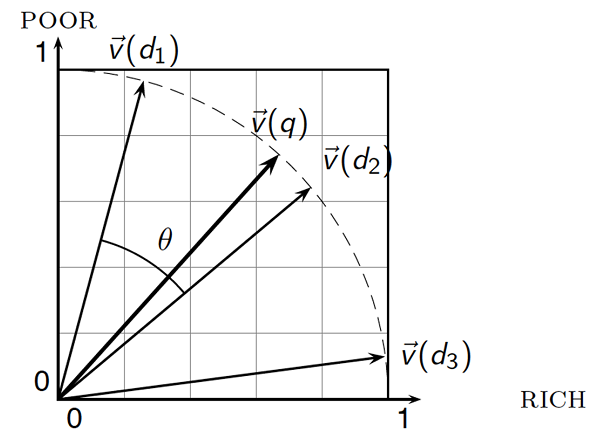 POOR
1
v⃗(d₁)
v⃗(q)
v⃗(d₂)
θ
v⃗(d₃)
0
0
1
RICH